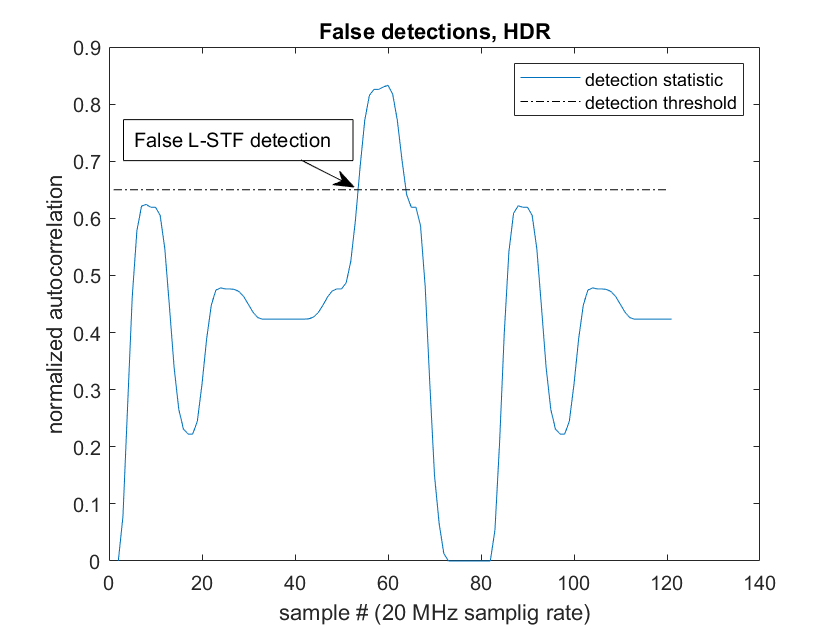 False detections, HDR
detection statistic
detection threshold
False L-STF detection
normalized autocorrelation
0.9
0.8
0.7
0.6
0.5
0.4
0.3
0.2
0.1
0
0 20 40 60 80 100 120 140
sample # (20 MHz samplig rate)